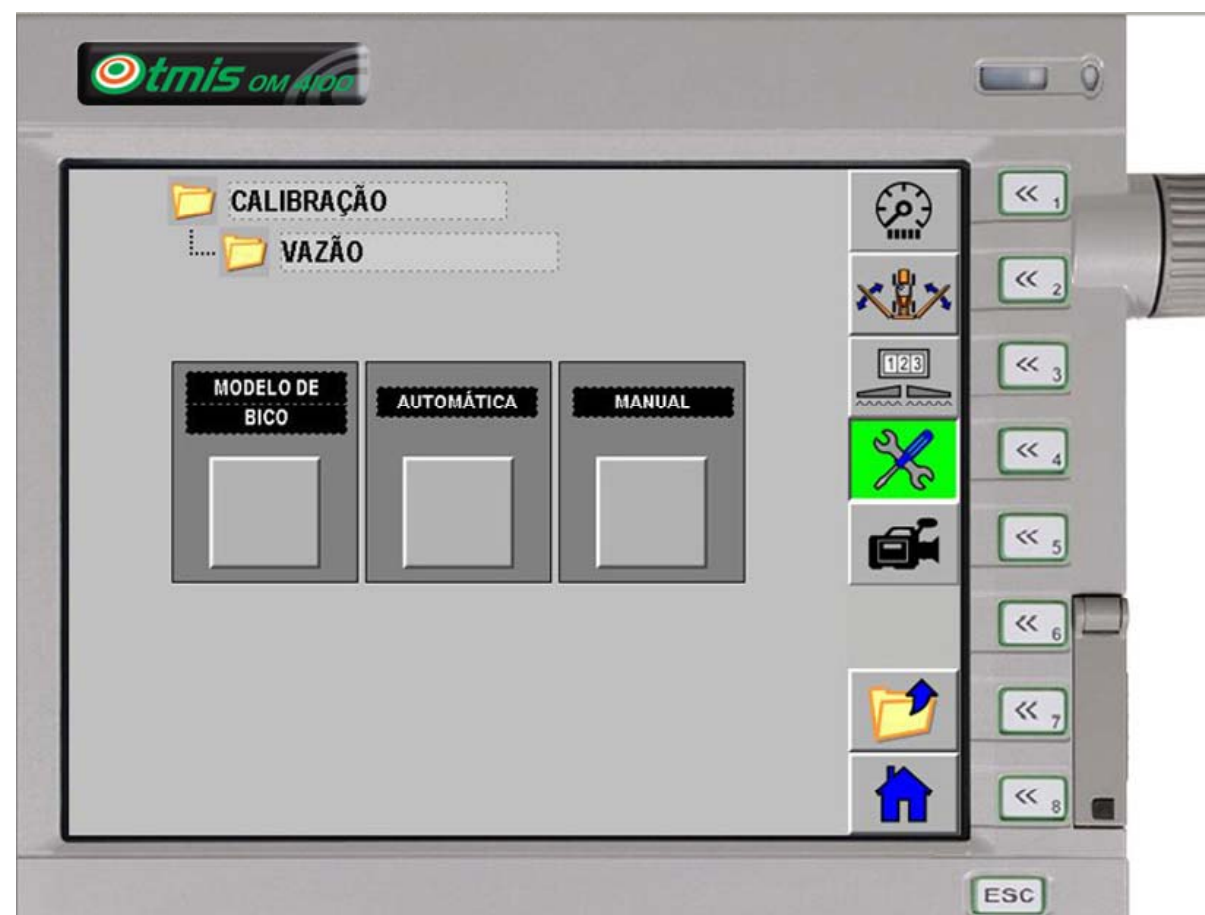 Otmis OM 4100
CALIBRAÇÃO
VAZÃO
MODELO DE
BICO
AUTOMÁTICA
MANUAL
123
<< 1
<< 2
<< 3
<< 4
<< 5
<< 6
<< 7
<< 8
ESC